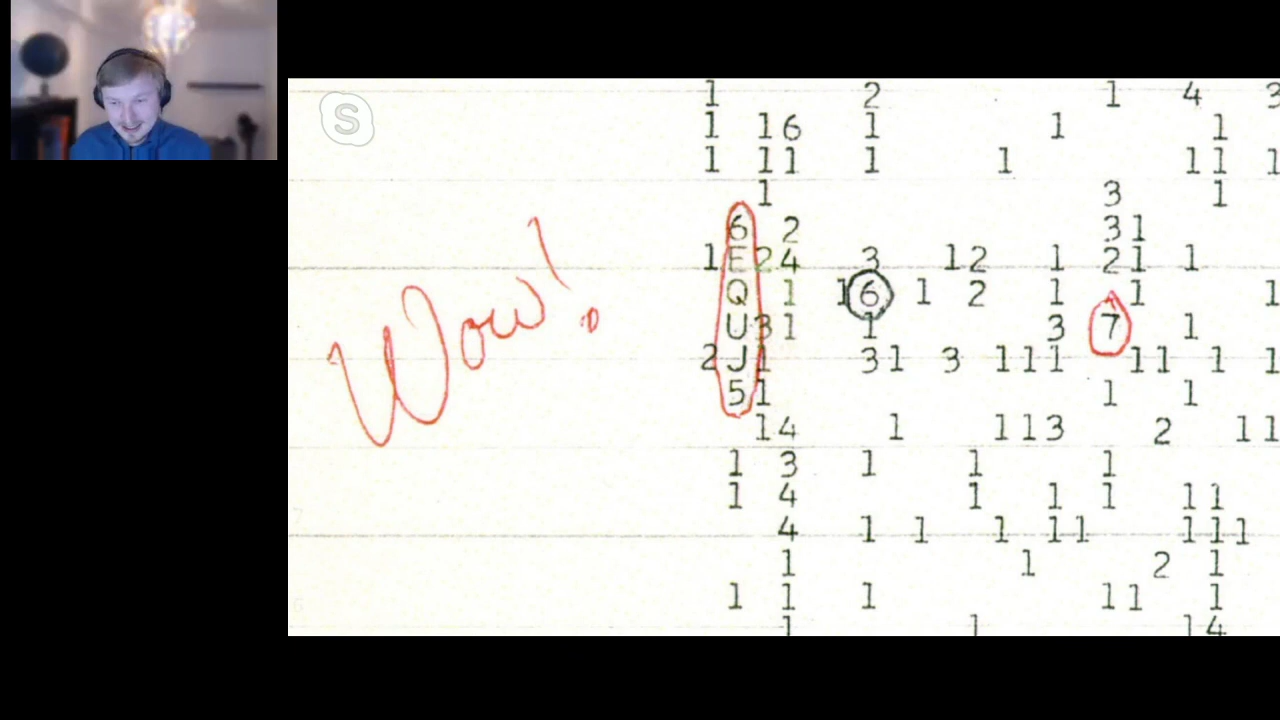 1 2 1 4 3
S
1 16 1 1 1
1 11 1 1 11 1
1 3 1
6 2 31
1E24 3 12 1 21 1
Q 1 16 1 2 1 1 1
Wow!
U31 1 3 7 1
2J1 31 3 111 11 1 1
51 1 1
14 1 113 2 11
1 3 1 1 1
1 4 1 1 1 11
4 1 1 1 11 111
1 1 2 1
1 1 1 11 1
1 1 14